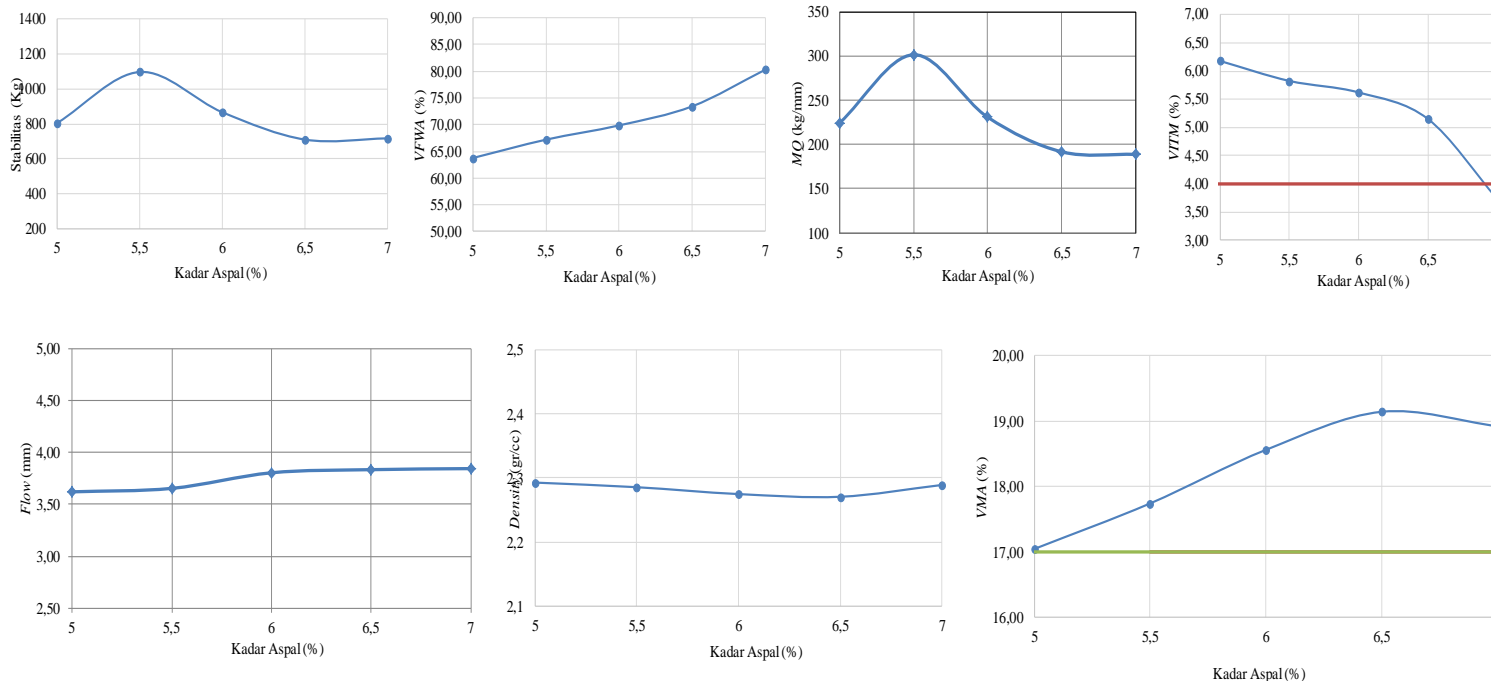 1400
1200
1000
800
600
400
200
Stabilitas (Kg)
5 5,5 6 6,5 7
Kadar Aspal (%)
90,00
85,00
80,00
75,00
70,00
65,00
60,00
55,00
50,00
VFWA (%)
5 5,5 6 6,5 7
Kadar Aspal (%)
350
300
250
200
150
100
MQ (kg/mm)
5 5,5 6 6,5 7
Kadar Aspal (%)
7,00
6,50
6,00
5,50
5,00
4,50
4,00
3,50
3,00
VITM (%)
5 5,5 6 6,5
Kadar Aspal (%)
5,00
4,50
4,00
3,50
3,00
2,50
Flow (mm)
5 5,5 6 6,5 7
Kadar Aspal (%)
2,5
2,4
2,3
2,2
2,1
Density (gr/cc)
5 5,5 6 6,5 7
Kadar Aspal (%)
20,00
19,00
18,00
17,00
16,00
VMA (%)
5 5,5 6 6,5
Kadar Aspal (%)